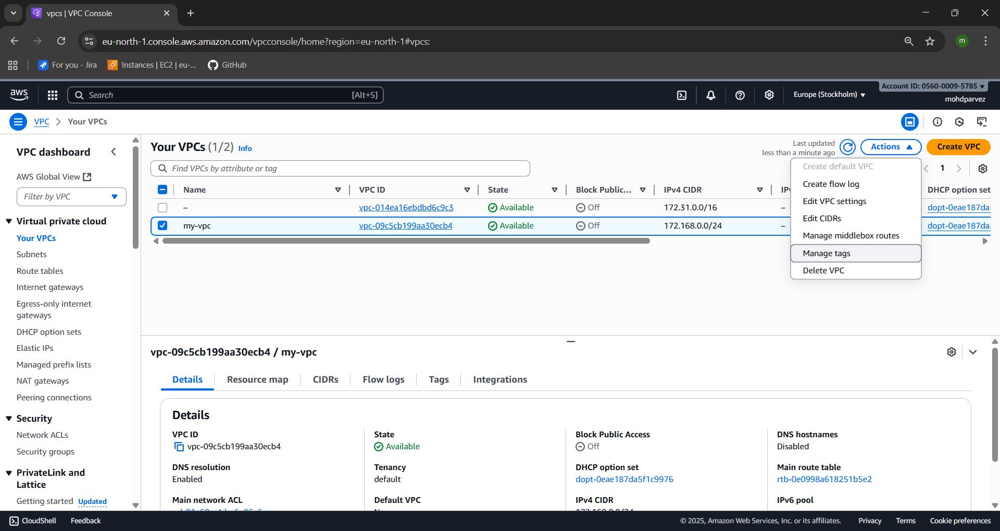 vpcs | VPC Console
eu-north-1.console.aws.amazon.com/vpcconsole/home?region=eu-north-1#vpcs:
m
For you - Jira
Instances | EC2 | eu-...
GitHub
aws
Search
[Alt+S]
Europe (Stockholm)
Account ID: 0560-0009-5785
mohdparvez
VPC
Your VPCs
VPC dashboard
AWS Global View
Filter by VPC
Virtual private cloud
Your VPCs
Subnets
Route tables
Internet gateways
Egress-only internet
gateways
DHCP option sets
Elastic IPs
Managed prefix lists
NAT gateways
Peering connections
Security
Network ACLs
Security groups
PrivateLink and
Lattice
Getting started Updated
Your VPCs (1/2) Info
Last updated
less than a minute ago
Actions
Create VPC
Find VPCs by attribute or tag
1
Name VPC ID State Block Public... IPv4 CIDR IP DHCP option set
– vpc-014ea16ebdbd6c9c3 Available Off 172.31.0.0/16 – dopt-0eae187da
my-vpc vpc-09c5cb199aa30ecb4 Available Off 172.168.0.0/24 – dopt-0eae187da
Create default VPC
Create flow log
Edit VPC settings
Edit CIDRs
Manage middlebox routes
Manage tags
Delete VPC
vpc-09c5cb199aa30ecb4 / my-vpc
Details Resource map CIDRs Flow logs Tags Integrations
Details
VPC ID
vpc-09c5cb199aa30ecb4
State
Available
Block Public Access
Off
DNS hostnames
Disabled
DNS resolution
Enabled
Tenancy
default
DHCP option set
dopt-0eae187da5f1c9976
Main route table
rtb-0e0998a618251b5e2
Main network ACL
Default VPC
IPv4 CIDR
IPv6 pool
CloudShell
Feedback
© 2025, Amazon Web Services, Inc. or its affiliates.
Privacy
Terms
Cookie preferences